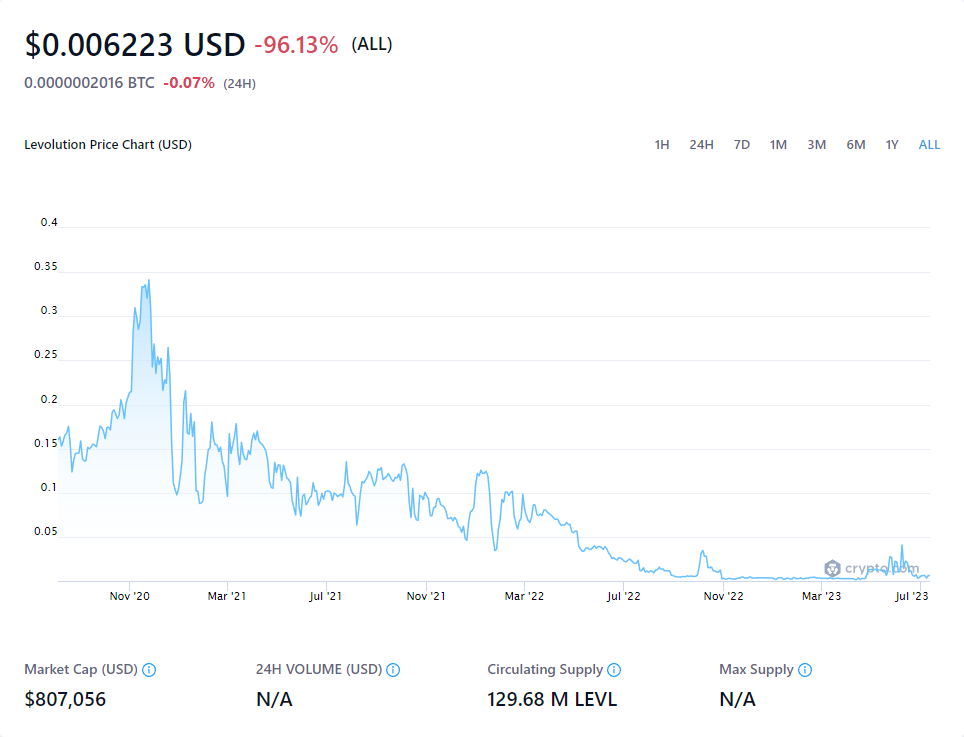 $0.006223 USD -96.13% (ALL)
0.0000002016 BTC -0.07% (24H)
Levolution Price Chart (USD) 1H 24H 7D 1M 3M 6M 1Y ALL
0.4
0.35
0.3
0.25
0.2
0.15
0.1
0.05
crypto.com
Nov '20 Mar '21 Jul '21 Nov '21 Mar '22 Jul '22 Nov '22 Mar '23 Jul '23
Market Cap (USD) 24H VOLUME (USD) Circulating Supply Max Supply
$807,056 N/A 129.68 M LEVL N/A